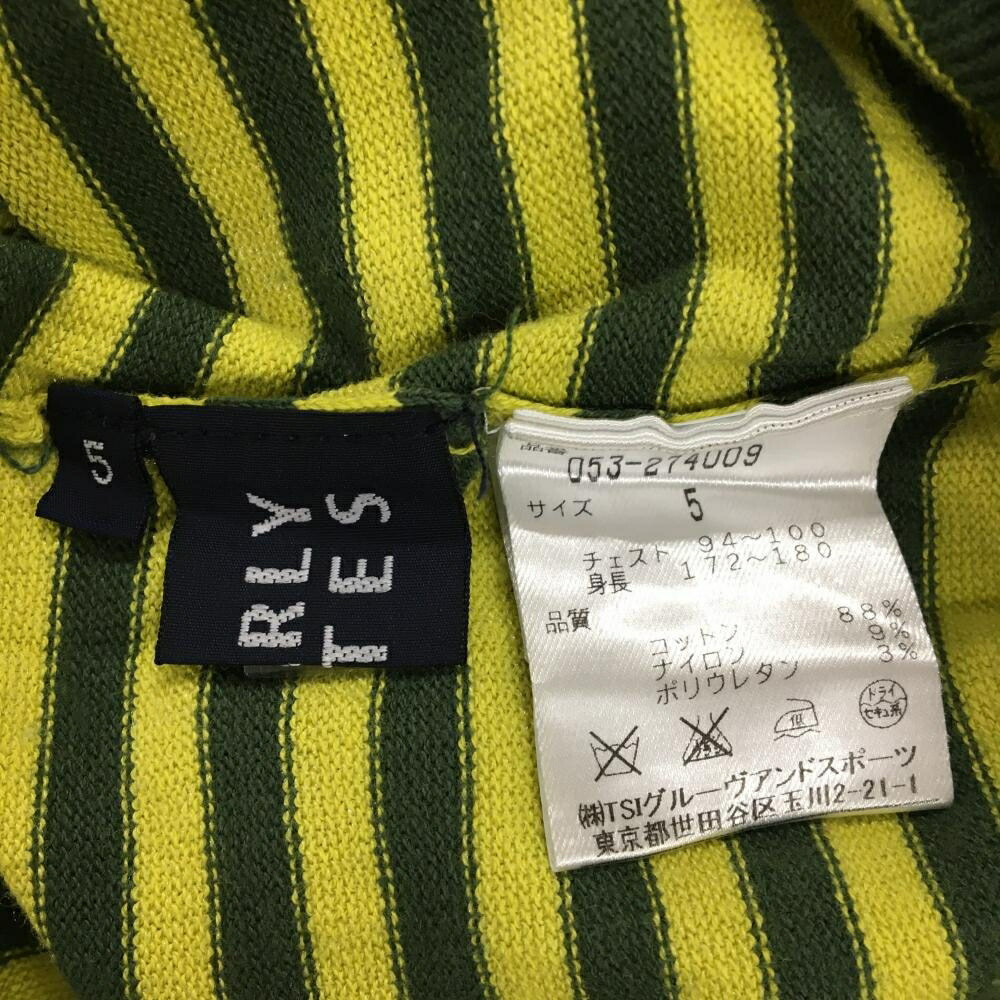 5
RLY
TES
品番 053-274009
サイズ 5
チェスト 94~100
身長 172~180
品質
コットン 88%
ナイロン 9%
ポリウレタン 3%
低
ドライ
セキユ系
㈱TSIグルーヴアンドスポーツ
東京都世田谷区玉川2-21-1